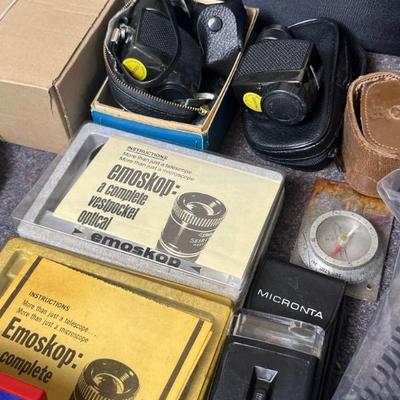 INSTRUCTIONS
More than just a telescope...
More than just a microscope
emoskop:
a complete
vestpocket
optical
emoskop
MICRONTA
INSTRUCTIONS
More than just a telescope...
More than just a microscope
Emoskop:
complete